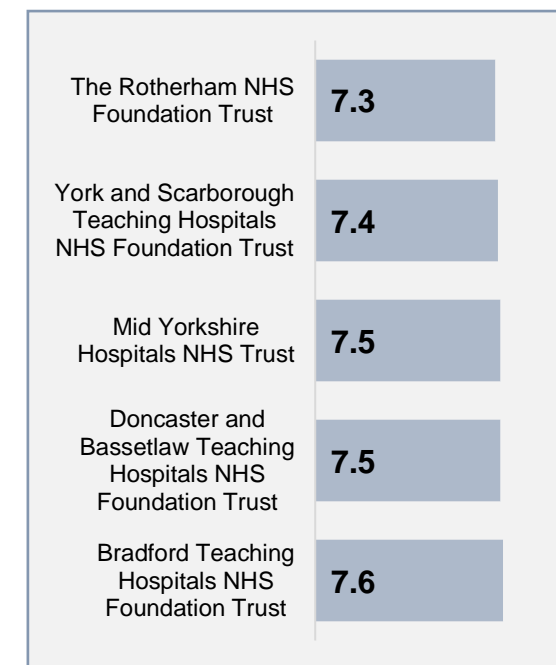 The Rotherham NHS
Foundation Trust
7.3
York and Scarborough
Teaching Hospitals
NHS Foundation Trust
7.4
Mid Yorkshire
Hospitals NHS Trust
7.5
Doncaster and
Bassetlaw Teaching
Hospitals NHS
Foundation Trust
7.5
Bradford Teaching
Hospitals NHS
Foundation Trust
7.6